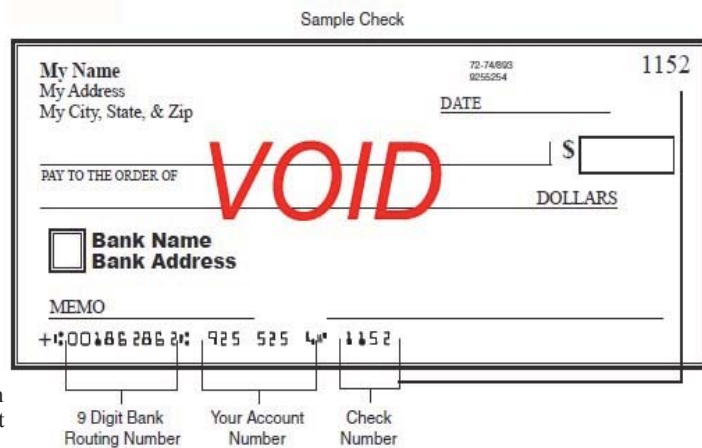 Sample Check
My Name
My Address
My City, State, & Zip
72-74/893
9255254
1152
DATE
$
PAY TO THE ORDER OF
VOID
DOLLARS
Bank Name
Bank Address
MEMO
001862862 925 525 4 1152
9 Digit Bank
Routing Number
Your Account
Number
Check
Number